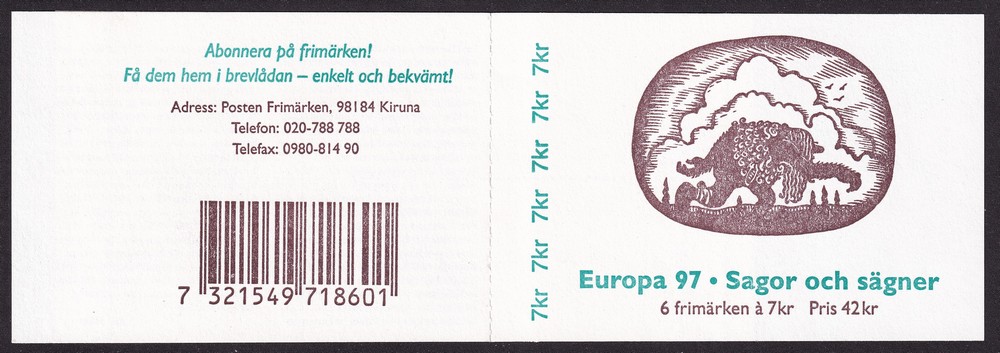 Abonnera på frimärken!
Få dem hem i brevlådan – enkelt och bekvämt!
Adress: Posten Frimärken, 98184 Kiruna
Telefon: 020-788 788
Telefax: 0980-814 90
7 321549 718601
7kr 7kr 7kr 7kr 7kr 7kr
Europa 97 • Sagor och sägner
6 frimärken à 7kr Pris 42kr